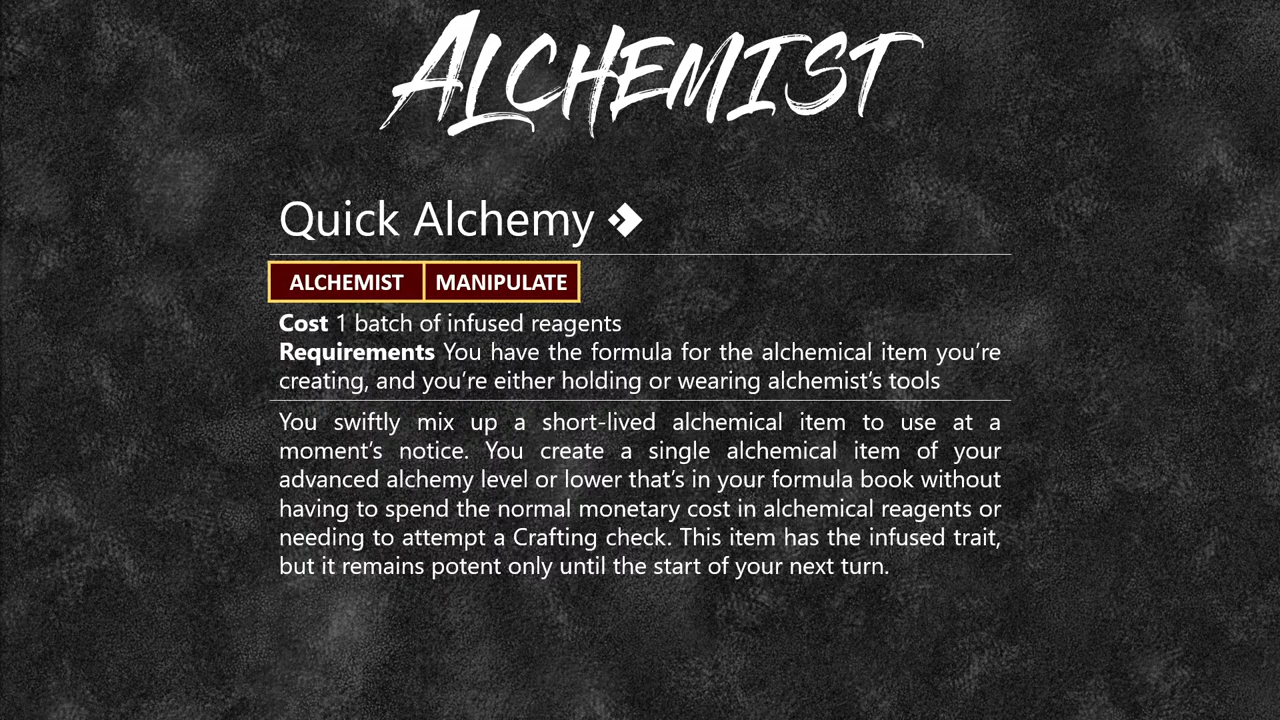 ALCHEMIST
Quick Alchemy
ALCHEMIST MANIPULATE
Cost 1 batch of infused reagents
Requirements You have the formula for the alchemical item you’re
creating, and you’re either holding or wearing alchemist’s tools
You swiftly mix up a short-lived alchemical item to use at a
moment’s notice. You create a single alchemical item of your
advanced alchemy level or lower that’s in your formula book without
having to spend the normal monetary cost in alchemical reagents or
needing to attempt a Crafting check. This item has the infused trait,
but it remains potent only until the start of your next turn.